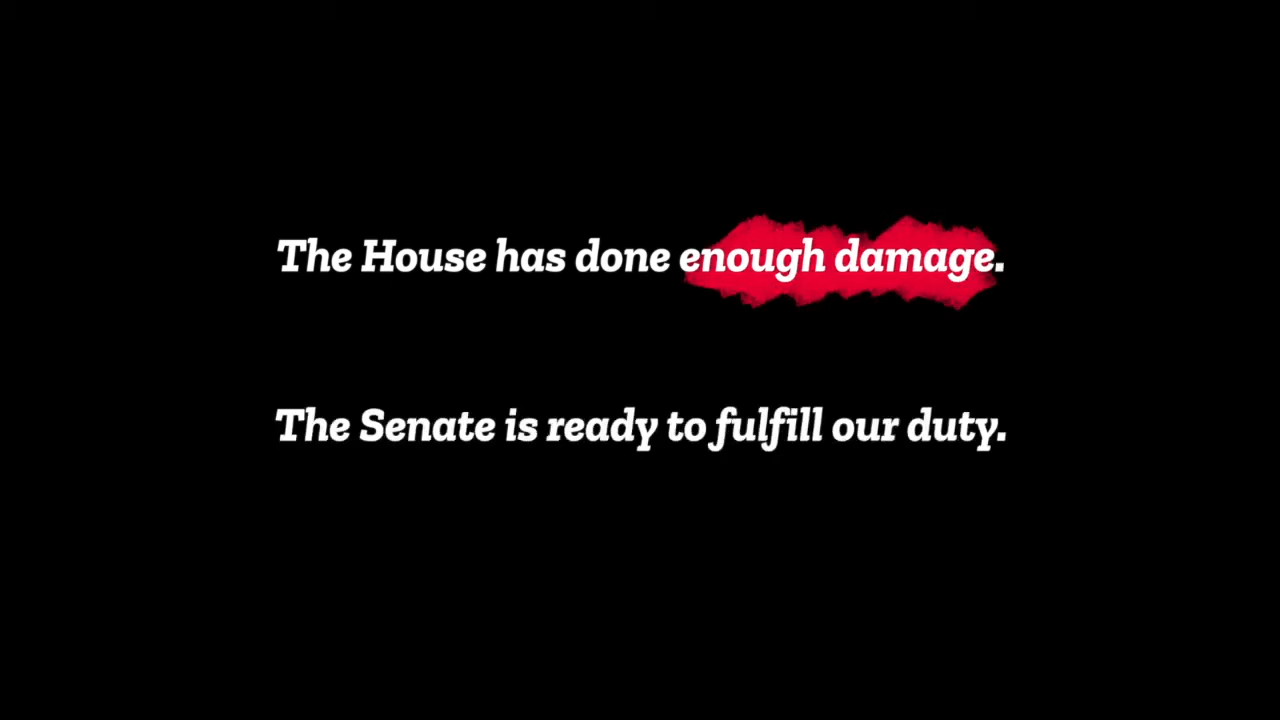 The House has done enough damage.
The Senate is ready to fulfill our duty.